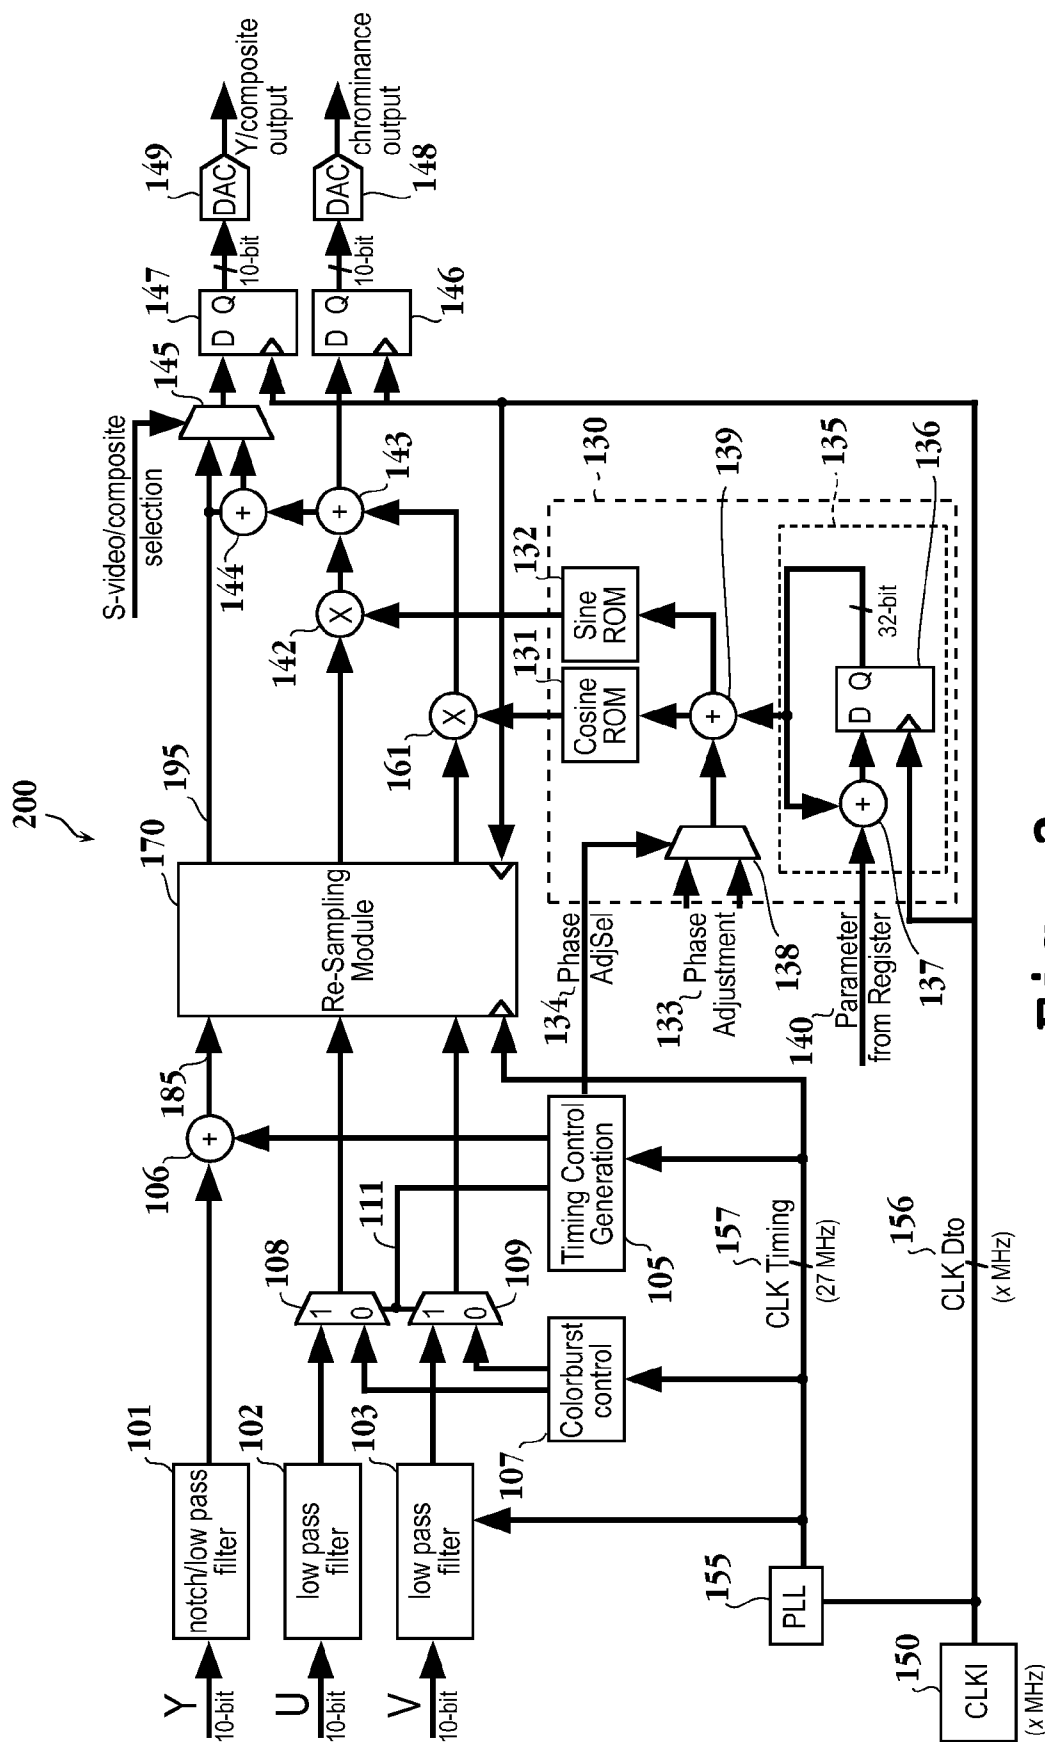 200
Y
10-bit
U
10-bit
V
10-bit
101
notch/low pass
filter
102
low pass
filter
103
low pass
filter
107
Colorburst
control
108
1
0
109
1
0
111
106
+
185
105
Timing Control
Generation
170
Re-Sampling
Module
195
S-video/composite
selection
144
+
145
142
X
143
+
161
X
147
D Q
146
D Q
10-bit
10-bit
149
DAC
148
DAC
Y/composite
output
chrominance
output
130
131
Cosine
ROM
132
Sine
ROM
139
+
134
Phase
AdjSel
133
Phase
Adjustment
138
140
Parameter
from Register
137
+
135
136
D Q
32-bit
155
PLL
157
CLK Timing
(27 MHz)
156
CLK Dto
(x MHz)
150
CLKI
(x MHz)